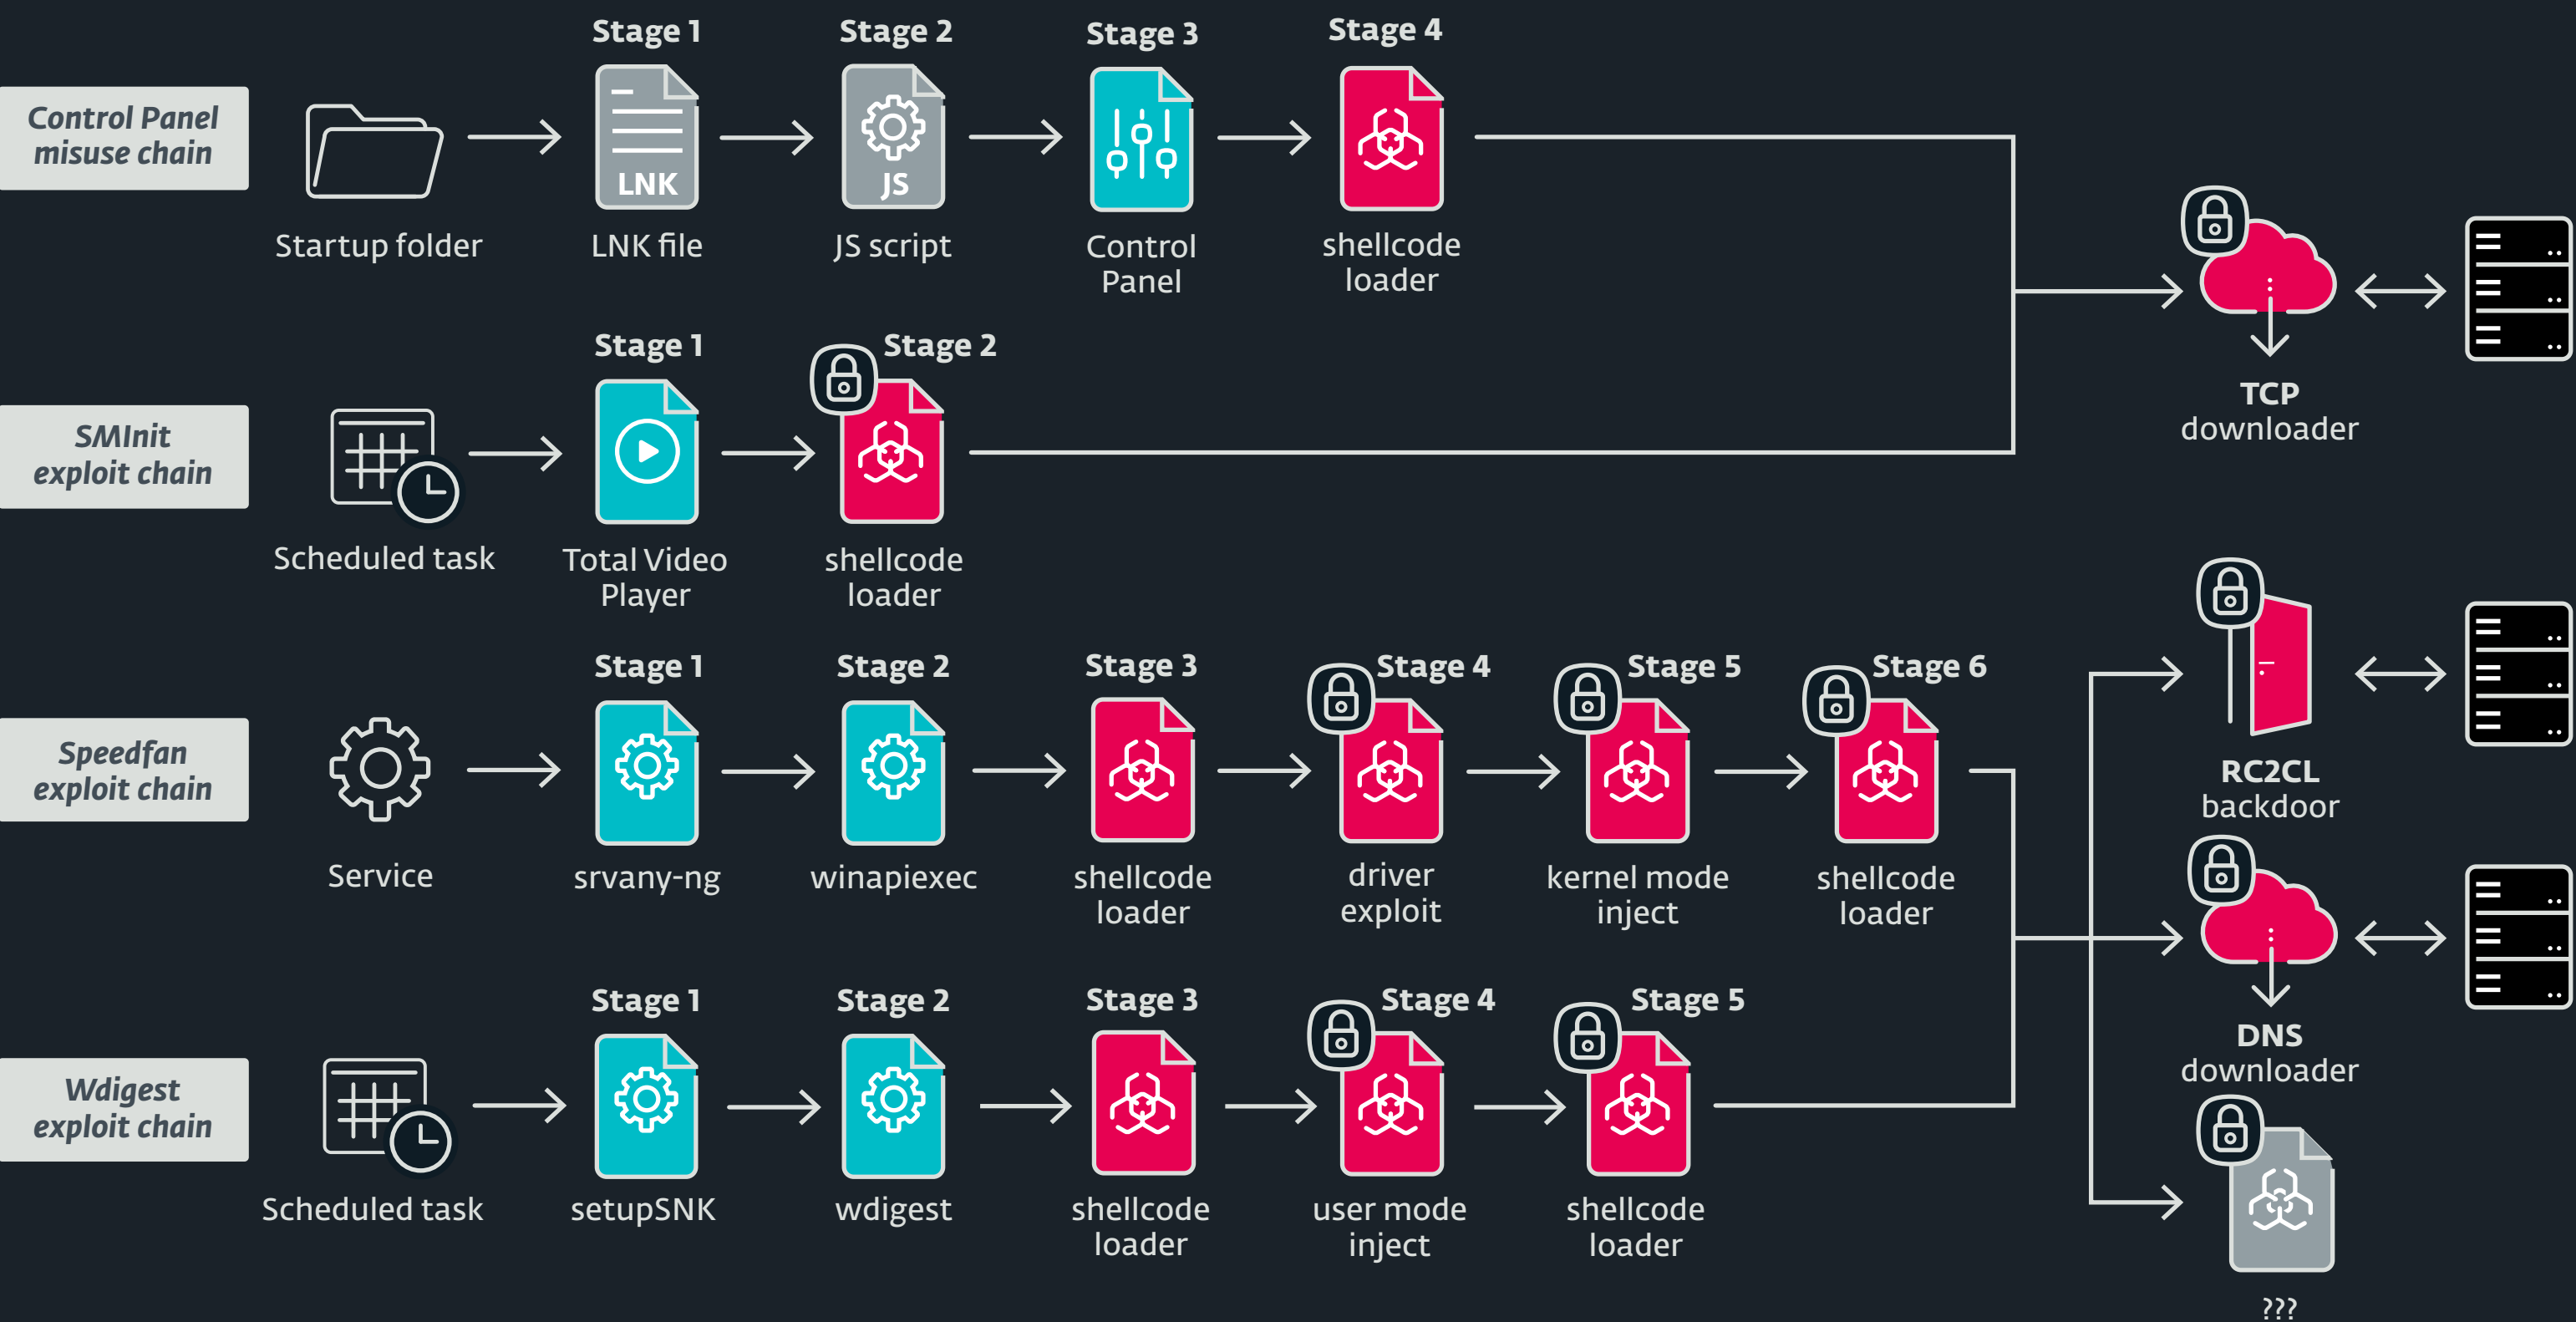 Stage 1
Stage 2
Stage 3
Stage 4
Control Panel
misuse chain
LNK
JS
Startup folder
LNK file
JS script
Control
Panel
shellcode
loader
TCP
downloader
Stage 1
Stage 2
SMInit
exploit chain
Scheduled task
Total Video
Player
shellcode
loader
Stage 1
Stage 2
Stage 3
Stage 4
Stage 5
Stage 6
Speedfan
exploit chain
Service
srvany-ng
winapiexec
shellcode
loader
driver
exploit
kernel mode
inject
shellcode
loader
RC2CL
backdoor
Stage 1
Stage 2
Stage 3
Stage 4
Stage 5
Wdigest
exploit chain
Scheduled task
setupSNK
wdigest
shellcode
loader
user mode
inject
shellcode
loader
DNS
downloader
???